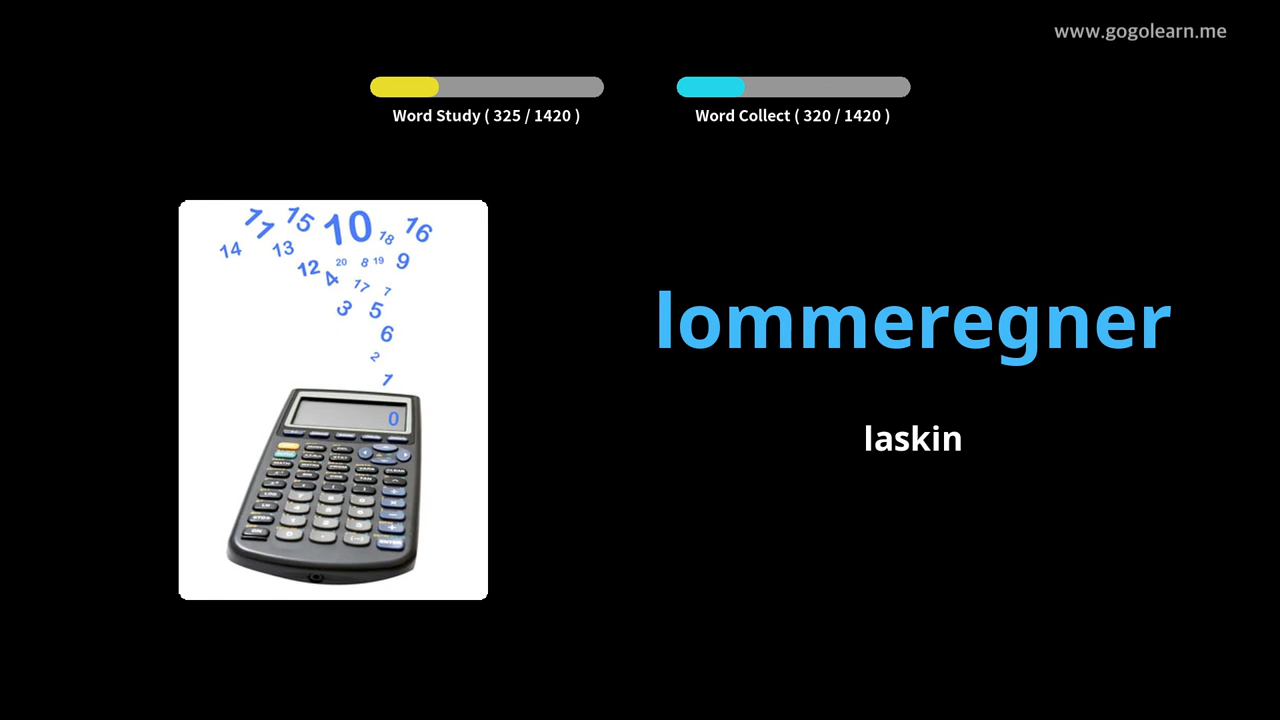 www.gogolearn.me
Word Study ( 325 / 1420 )
Word Collect ( 320 / 1420 )
11 15 10 18 16
14 13
12 20 8 19 9
4 17 7
3 5
6
2
1
0
lommeregner
laskin